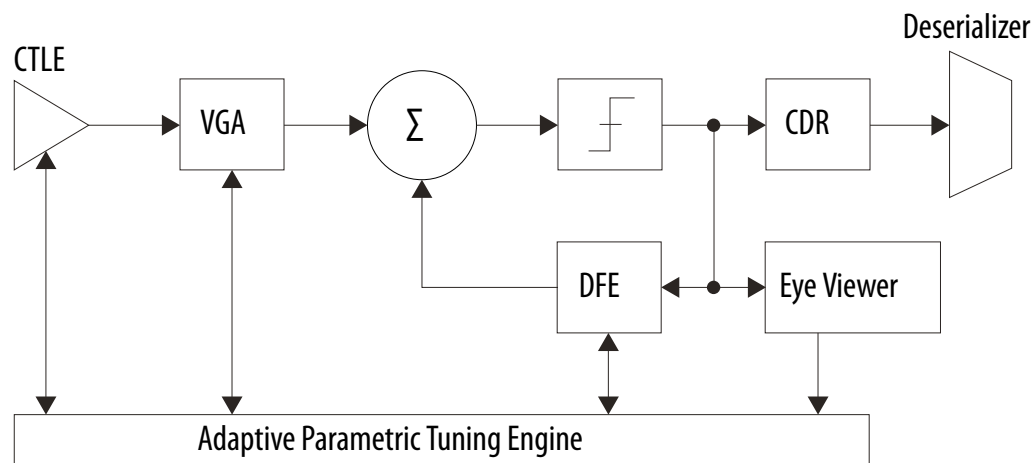 Deserializer
CTLE
VGA
Σ
CDR
DFE
Eye Viewer
Adaptive Parametric Tuning Engine